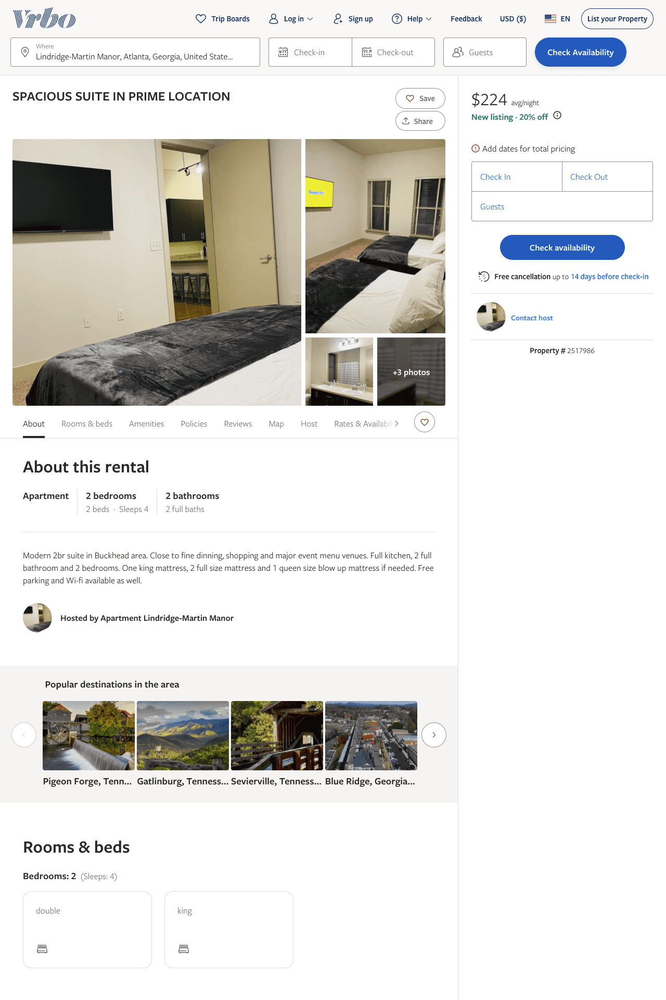 Vrbo
Trip Boards
Log in
Sign up
Help
Feedback
USD ($)
EN
List your Property
Where
Lindridge-Martin Manor, Atlanta, Georgia, United State...
Check-in
Check-out
Guests
Check Availability
SPACIOUS SUITE IN PRIME LOCATION
Save
Share
Smart Tv
+3 photos
$224 avg/night
New listing · 20% off
Add dates for total pricing
Check In
Check Out
Guests
Check availability
Free cancellation up to 14 days before check-in
Contact host
Property # 2517986
About
Rooms & beds
Amenities
Policies
Reviews
Map
Host
Rates & Availabili
About this rental
Apartment
2 bedrooms
2 beds · Sleeps 4
2 bathrooms
2 full baths
Modern 2br suite in Buckhead area. Close to fine dinning, shopping and major event menu venues. Full kitchen, 2 full
bathroom and 2 bedrooms. One king mattress, 2 full size mattress and 1 queen size blow up mattress if needed. Free
parking and Wi-fi available as well.
Hosted by Apartment Lindridge-Martin Manor
Popular destinations in the area
Pigeon Forge, Tenn...
Gatlinburg, Tenness...
Sevierville, Tenness...
Blue Ridge, Georgia...
Rooms & beds
Bedrooms: 2 (Sleeps: 4)
double
king